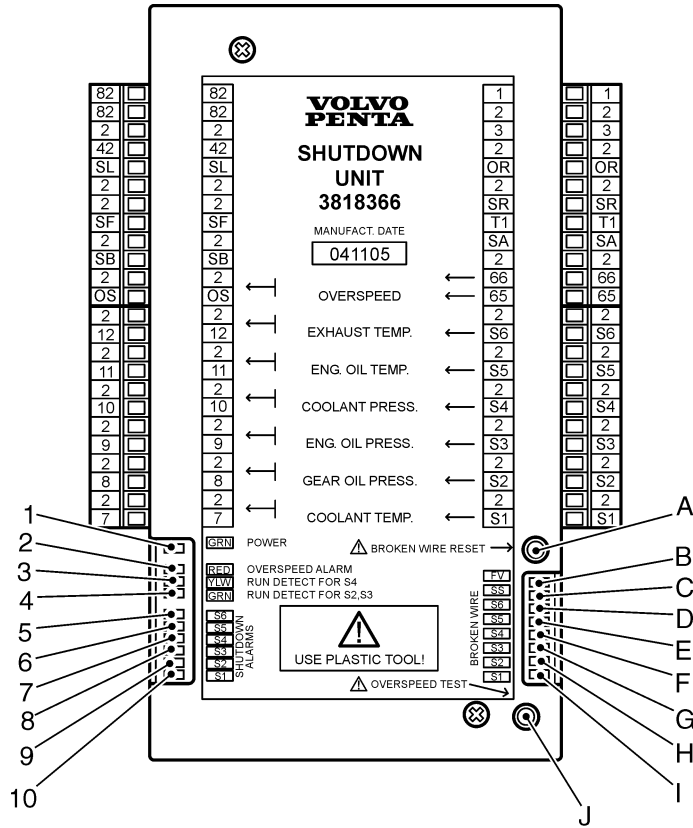 VOLVO
PENTA
SHUTDOWN
UNIT
3818366
MANUFACT. DATE
041105
82 82 1 1
82 82 2 2
2 2 3 3
42 42 2 2
SL SL OR OR
2 2 2 2
2 2 SR SR
SF SF T1 T1
2 2 SA SA
SB SB 2 2
2 2 66 66
OS OS OVERSPEED 65 65
2 2 2 2
12 12 EXHAUST TEMP. S6 S6
2 2 2 2
11 11 ENG. OIL TEMP. S5 S5
2 2 2 2
10 10 COOLANT PRESS. S4 S4
2 2 2 2
9 9 ENG. OIL PRESS. S3 S3
2 2 2 2
8 8 GEAR OIL PRESS. S2 S2
2 2 2 2
7 7 COOLANT TEMP. S1 S1
GRN POWER
BROKEN WIRE RESET
RED OVERSPEED ALARM
YLW RUN DETECT FOR S4
GRN RUN DETECT FOR S2,S3
S6
S5
S4
S3
S2
S1
SHUTDOWN
ALARMS
USE PLASTIC TOOL!
BROKEN WIRE
FV
SS
S6
S5
S4
S3
S2
S1
OVERSPEED TEST
1
2
3
4
5
6
7
8
9
10
A
B
C
D
E
F
G
H
I
J